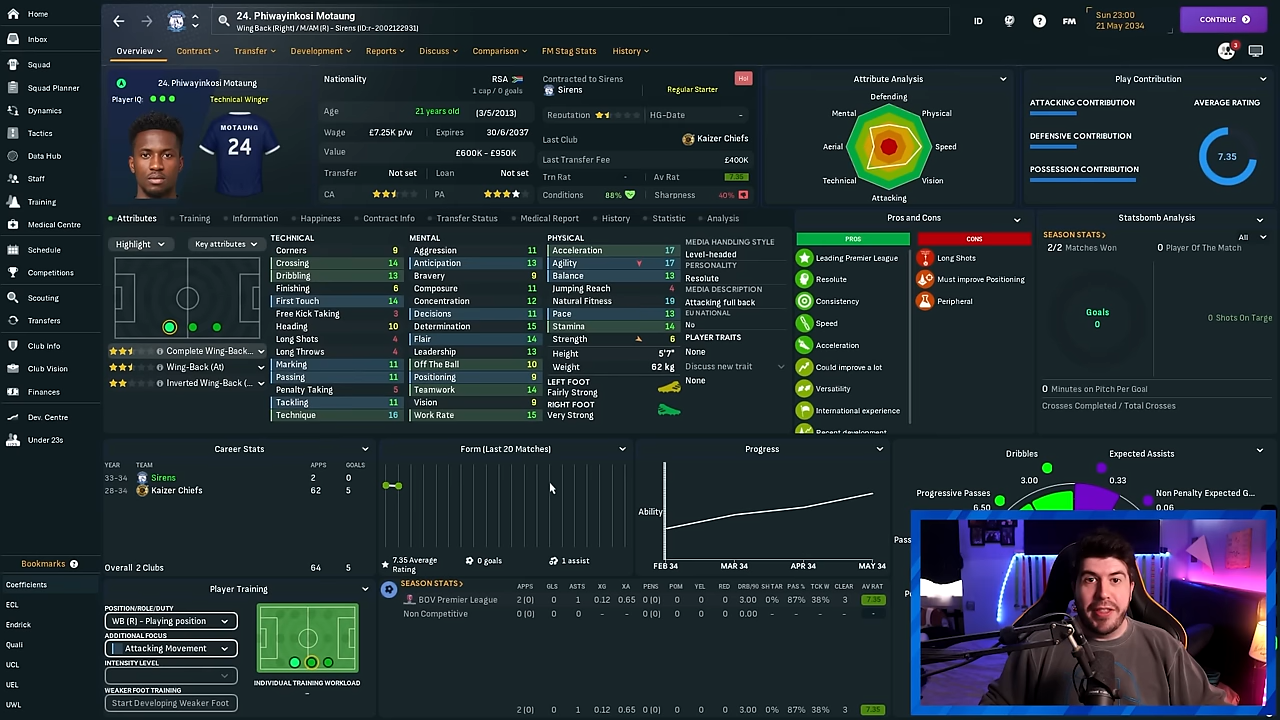 Home
Inbox
Squad
Squad Planner
Dynamics
Tactics
Data Hub
Staff
Training
Medical Centre
Schedule
Competitions
Scouting
Transfers
Club Info
Club Vision
Finances
Dev. Centre
Under 23s
Bookmarks
Coefficients
ECL
Endrick
Quali
UCL
UEL
UWL
24. Phiwayinkosi Motaung
Wing Back (Right) / M/AM (R) - Sirens (ID:r-2002122931)
ID
FM
Sun 23:00
21 May 2034
CONTINUE
Overview
Contract
Transfer
Development
Reports
Discuss
Comparison
FM Stag Stats
History
3
24. Phiwayinkosi Motaung
Player IQ:
Technical Winger
MOTAUNG
24
Nationality
RSA
1 cap / 0 goals
Age
21 years old
(3/5/2013)
Wage
£7.25K p/w
Expires
30/6/2037
Value
£600K - £950K
Transfer
Not set
Loan
Not set
CA
PA
Contracted to Sirens
Hol
Sirens
Regular Starter
Reputation
HG-Date
-
Last Club
Kaizer Chiefs
Last Transfer Fee
£400K
Trn Rat
-
Av Rat
7.35
Conditions
88%
Sharpness
40%
Attribute Analysis
Defending
Mental
Physical
Aerial
Speed
Technical
Vision
Attacking
Play Contribution
ATTACKING CONTRIBUTION
DEFENSIVE CONTRIBUTION
POSSESSION CONTRIBUTION
AVERAGE RATING
7.35
Attributes
Training
Information
Happiness
Contract Info
Transfer Status
Medical Report
History
Statistic
Analysis
Highlight
Key attributes
Complete Wing-Back...
Wing-Back (At)
Inverted Wing-Back (...
TECHNICAL
Corners 9
Crossing 14
Dribbling 13
Finishing 6
First Touch 14
Free Kick Taking 3
Heading 10
Long Shots 4
Long Throws 4
Marking 11
Passing 11
Penalty Taking 5
Tackling 11
Technique 16
MENTAL
Aggression 11
Anticipation 13
Bravery 9
Composure 11
Concentration 12
Decisions 11
Determination 15
Flair 14
Leadership 13
Off The Ball 10
Positioning 9
Teamwork 14
Vision 9
Work Rate 15
PHYSICAL
Acceleration 17
Agility 17
Balance 13
Jumping Reach 4
Natural Fitness 19
Pace 13
Stamina 14
Strength 6
Height 5'7"
Weight 62 kg
LEFT FOOT
Fairly Strong
RIGHT FOOT
Very Strong
MEDIA HANDLING STYLE
Level-headed
PERSONALITY
Resolute
MEDIA DESCRIPTION
Attacking full back
EU NATIONAL
No
PLAYER TRAITS
None
Discuss new trait
None
Pros and Cons
PROS
Leading Premier League
Resolute
Consistency
Speed
Acceleration
Could improve a lot
Versatility
International experience
Recent development
CONS
Long Shots
Must improve Positioning
Peripheral
Statsbomb Analysis
SEASON STATS
All
2/2 Matches Won
0 Player Of The Match
Goals
0
0 Shots On Targe
0 Minutes on Pitch Per Goal
Crosses Completed / Total Crosses
Career Stats
YEAR TEAM APPS GOALS
33-34 Sirens 2 0
28-34 Kaizer Chiefs 62 5
Overall 2 Clubs 64 5
Form (Last 20 Matches)
7.35 Average
Rating
0 goals
1 assist
Progress
Ability
FEB 34
MAR 34
APR 34
MAY 34
Dribbles
3.00
Expected Assists
0.33
Progressive Passes
6.50
Non Penalty Expected G...
0.06
Player Training
POSITION/ROLE/DUTY
WB (R) - Playing position
ADDITIONAL FOCUS
Attacking Movement
INTENSITY LEVEL
WEAKER FOOT TRAINING
Start Developing Weaker Foot
INDIVIDUAL TRAINING WORKLOAD
-
SEASON STATS APPS GLS ASTS XG XA PENS POM YEL RED DRB/90 SH TAR PAS % TCK W CLEAR AV RAT
BOV Premier League 2 (0) 0 1 0.12 0.65 0 (0) 0 0 0 3.00 0% 87% 38% 3 7.35
Non Competitive 0 (0) 0 0 0.00 0.00 0 (0) 0 0 0 0.00 - - - - -
2 (0) 0 1 0.12 0.65 0 (0) 0 0 0 3.00 0% 87% 38% 3 7.35